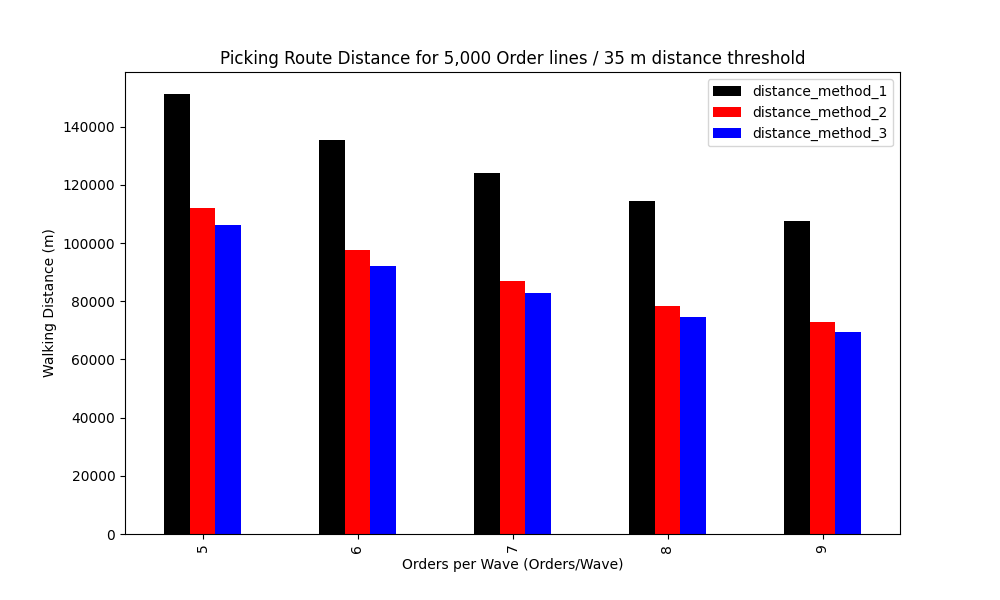 Picking Route Distance for 5,000 Order lines / 35 m distance threshold
distance_method_1
distance_method_2
distance_method_3
140000
120000
100000
80000
60000
40000
20000
0
Walking Distance (m)
5
6
7
8
9
Orders per Wave (Orders/Wave)